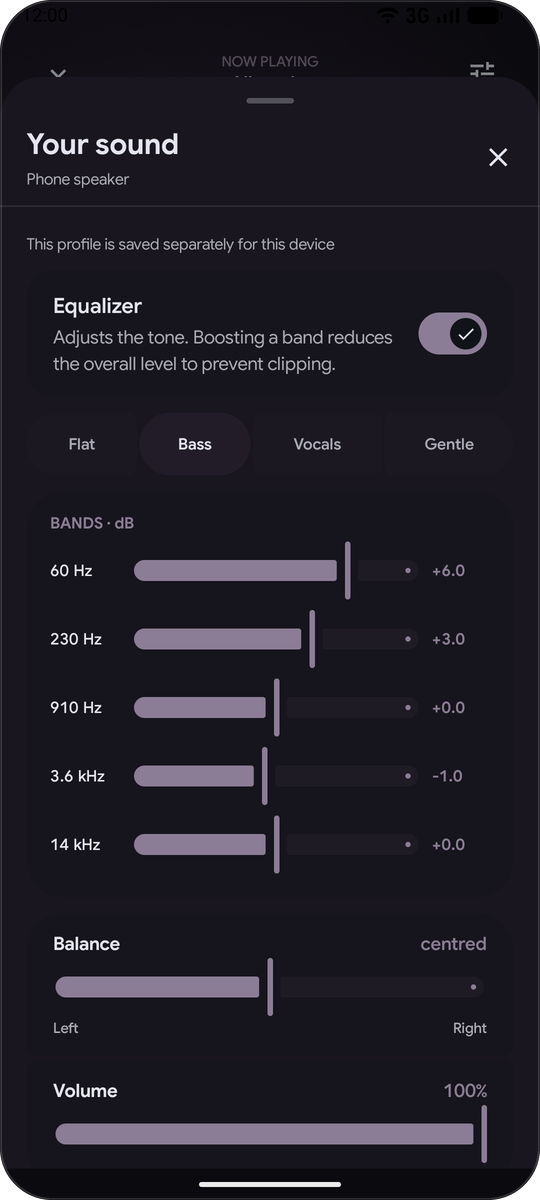 12:00
3G
NOW PLAYING
Your sound
Phone speaker
This profile is saved separately for this device
Equalizer
Adjusts the tone. Boosting a band reduces
the overall level to prevent clipping.
Flat Bass Vocals Gentle
BANDS · dB
60 Hz +6.0
230 Hz +3.0
910 Hz +0.0
3.6 kHz -1.0
14 kHz +0.0
Balance centred
Left Right
Volume 100%